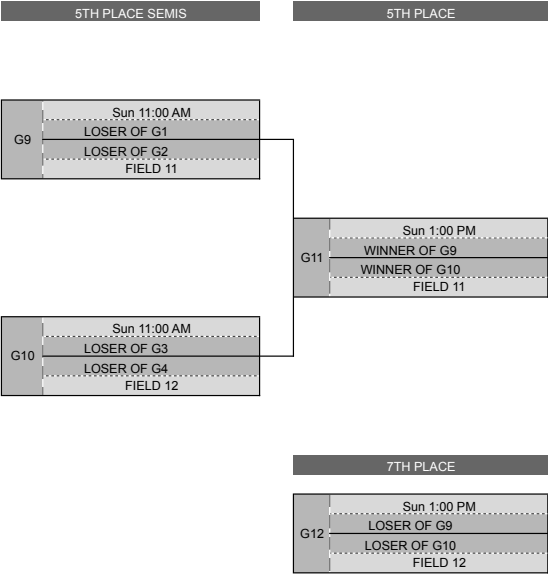 5TH PLACE SEMIS
5TH PLACE
Sun 11:00 AM
G9
LOSER OF G1
LOSER OF G2
FIELD 11
Sun 1:00 PM
G11
WINNER OF G9
WINNER OF G10
FIELD 11
Sun 11:00 AM
G10
LOSER OF G3
LOSER OF G4
FIELD 12
7TH PLACE
Sun 1:00 PM
G12
LOSER OF G9
LOSER OF G10
FIELD 12